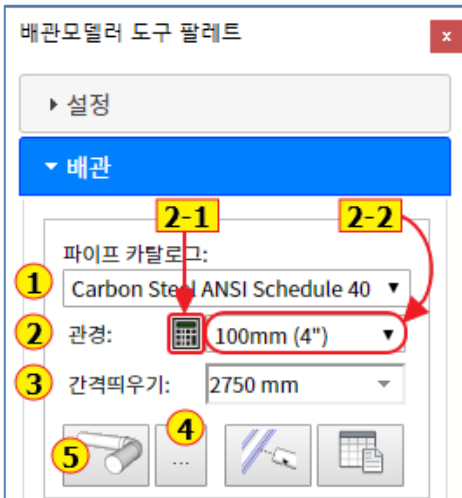 배관모델러 도구 팔레트 x
▸ 설정
▾ 배관
2-1 2-2
파이프 카탈로그:
1 Carbon Steel ANSI Schedule 40 ▼
2 관경: 100mm (4") ▼
3 간격띄우기: 2750 mm
4
5 ...